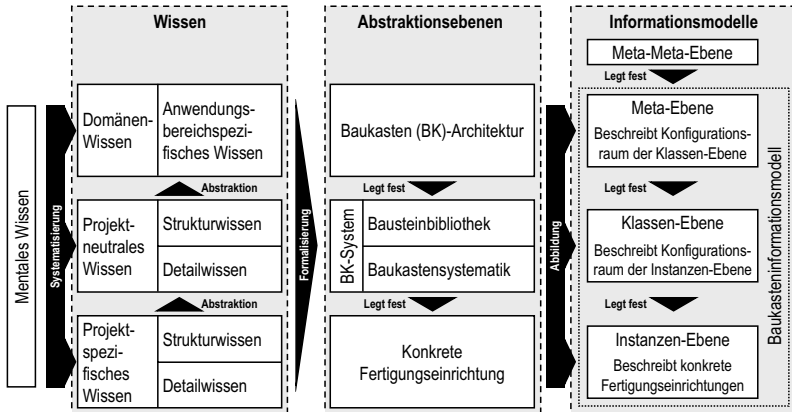 Mentales Wissen
Systematisierung
Wissen
Domänen-
Wissen
Anwendungs-
bereichspezi-
fisches Wissen
Abstraktion
Projekt-
neutrales
Wissen
Strukturwissen
Detailwissen
Abstraktion
Projekt-
spezi-
fisches
Wissen
Strukturwissen
Detailwissen
Formalisierung
Abstraktionsebenen
Baukasten (BK)-Architektur
Legt fest
BK-System
Bausteinbibliothek
Baukastensystematik
Legt fest
Konkrete
Fertigungseinrichtung
Abbildung
Informationsmodelle
Meta-Meta-Ebene
Legt fest
Meta-Ebene
Beschreibt Konfigurations-
raum der Klassen-Ebene
Legt fest
Klassen-Ebene
Beschreibt Konfigurations-
raum der Instanzen-Ebene
Legt fest
Instanzen-Ebene
Beschreibt konkrete
Fertigungseinrichtungen
Baukasteninformationsmodell